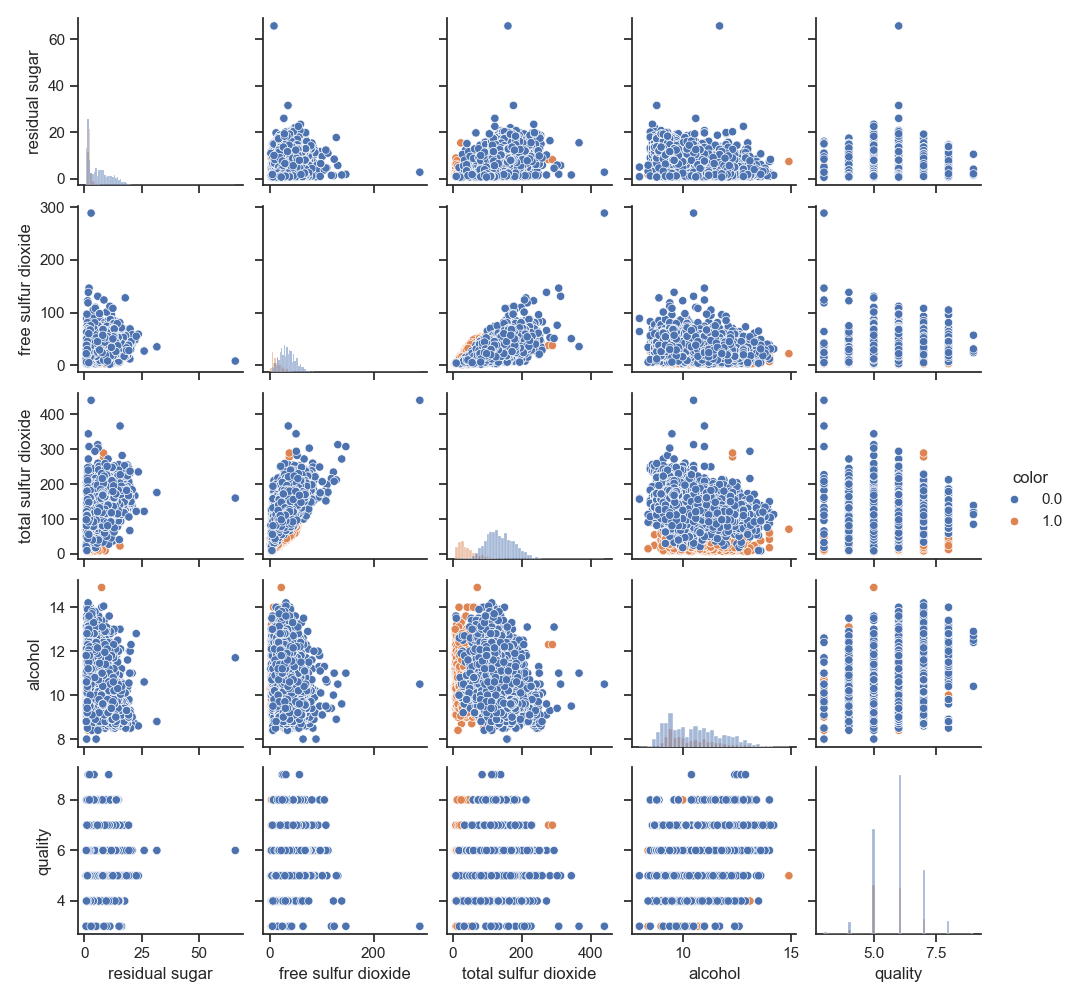 residual sugar
60
40
20
0
free sulfur dioxide
300
200
100
0
total sulfur dioxide
400
300
200
100
0
color
0.0
1.0
alcohol
14
12
10
8
quality
8
6
4
0 25 50 0 200 0 200 400 10 15 5.0 7.5
residual sugar free sulfur dioxide total sulfur dioxide alcohol quality